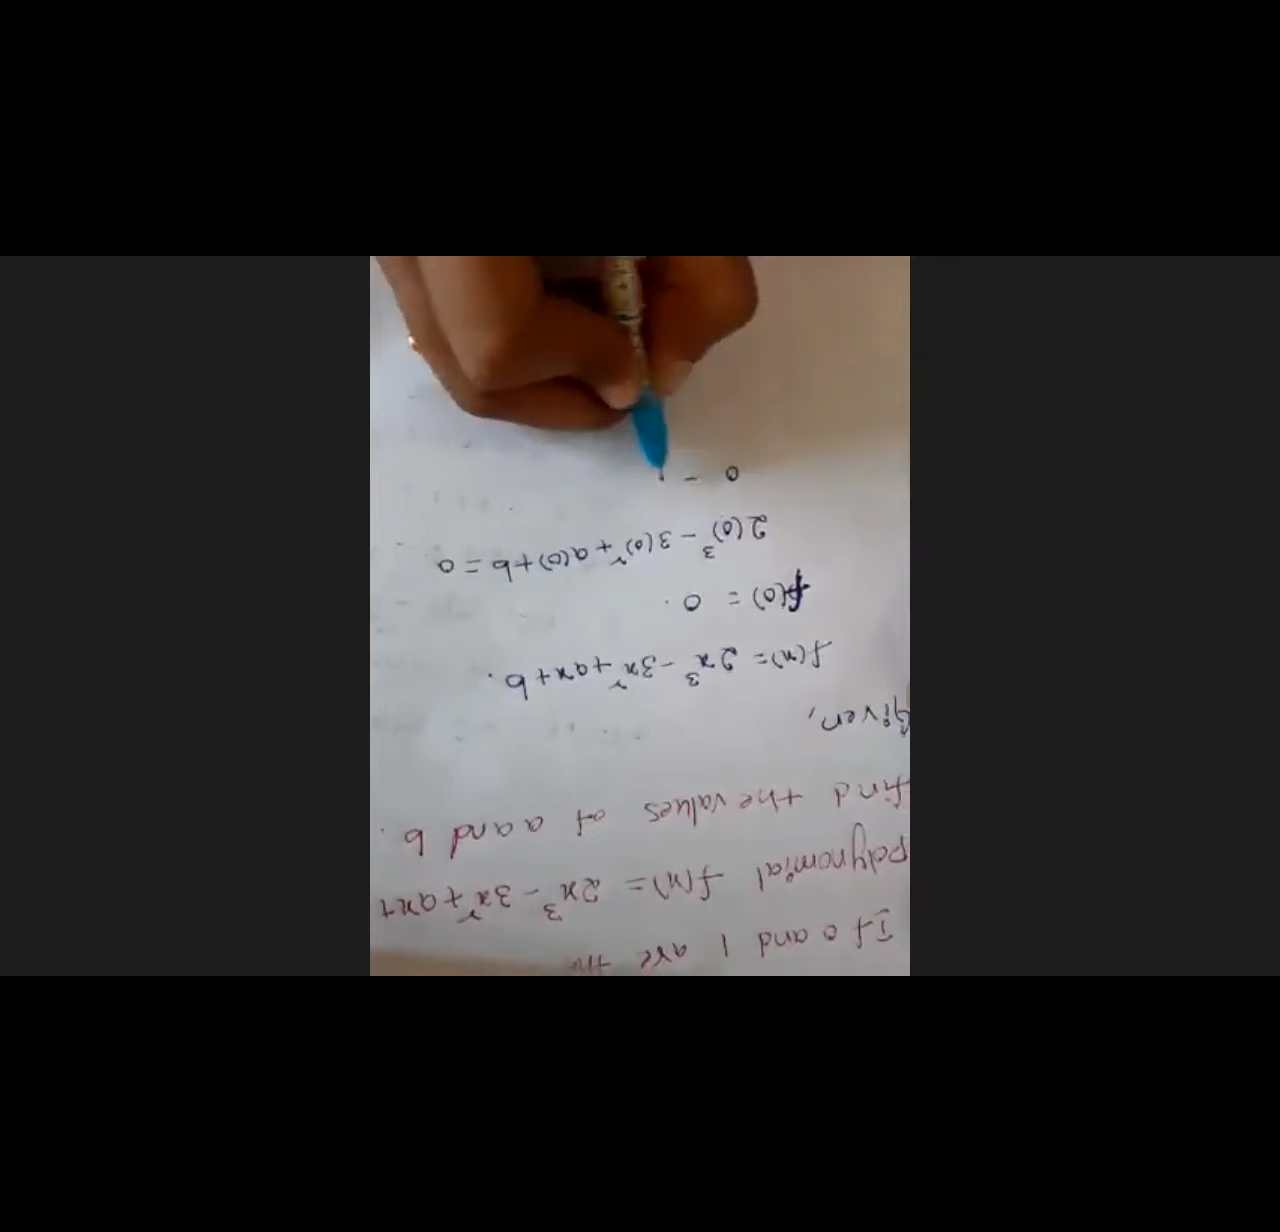 If 0 and 1 are the
polynomial f(x) = 2x³ - 3x² + ax +
find the values of a and b.
Given,
f(x) = 2x³ - 3x² + ax + b.
f(0) = 0.
2(0)³ - 3(0)² + a(0) + b = 0
0 -